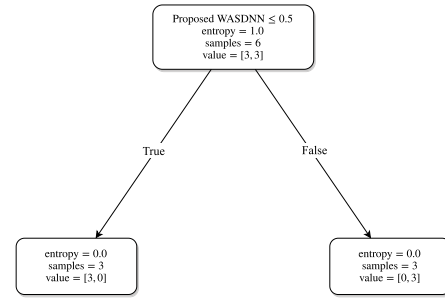 Proposed WASDNN ≤ 0.5
entropy = 1.0
samples = 6
value = [3, 3]
True
False
entropy = 0.0
samples = 3
value = [3, 0]
entropy = 0.0
samples = 3
value = [0, 3]